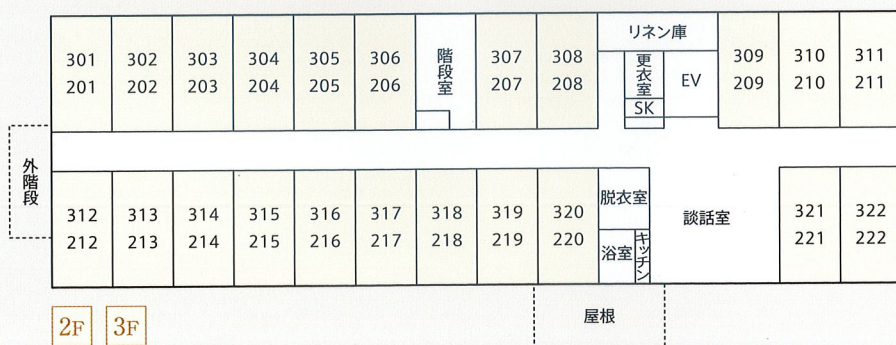 301 302 303 304 305 306 階段室 307 308 リネン庫 309 310 311
201 202 203 204 205 206 207 208 更衣室 EV 209 210 211
SK
外階段
312 313 314 315 316 317 318 319 320 脱衣室 談話室 321 322
212 213 214 215 216 217 218 219 220 浴室 キッチン 221 222
2F 3F 屋根